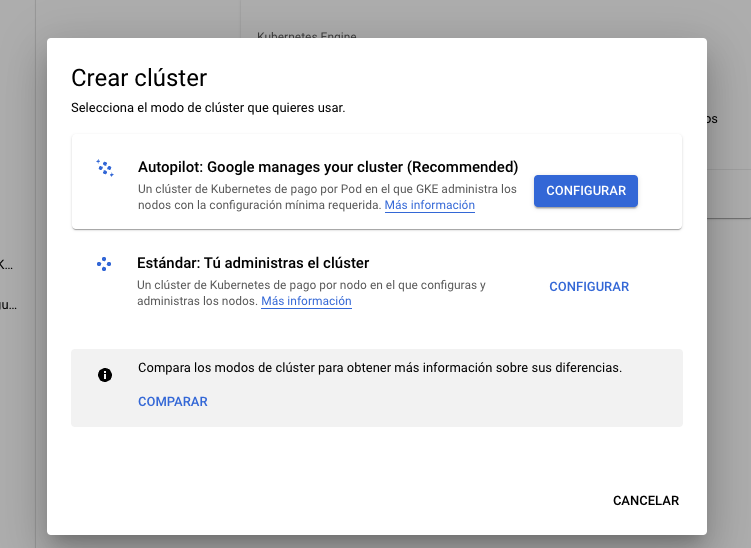 Kubernetes Engine
Crear clúster
Selecciona el modo de clúster que quieres usar.
Autopilot: Google manages your cluster (Recommended)
Un clúster de Kubernetes de pago por Pod en el que GKE administra los
nodos con la configuración mínima requerida. Más información
CONFIGURAR
Estándar: Tú administras el clúster
Un clúster de Kubernetes de pago por nodo en el que configuras y
administras los nodos. Más información
CONFIGURAR
Compara los modos de clúster para obtener más información sobre sus diferencias.
COMPARAR
CANCELAR